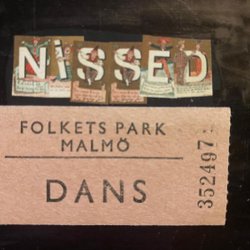 NiSSED
FOLKETS PARK
MALMÖ
DANS
352497